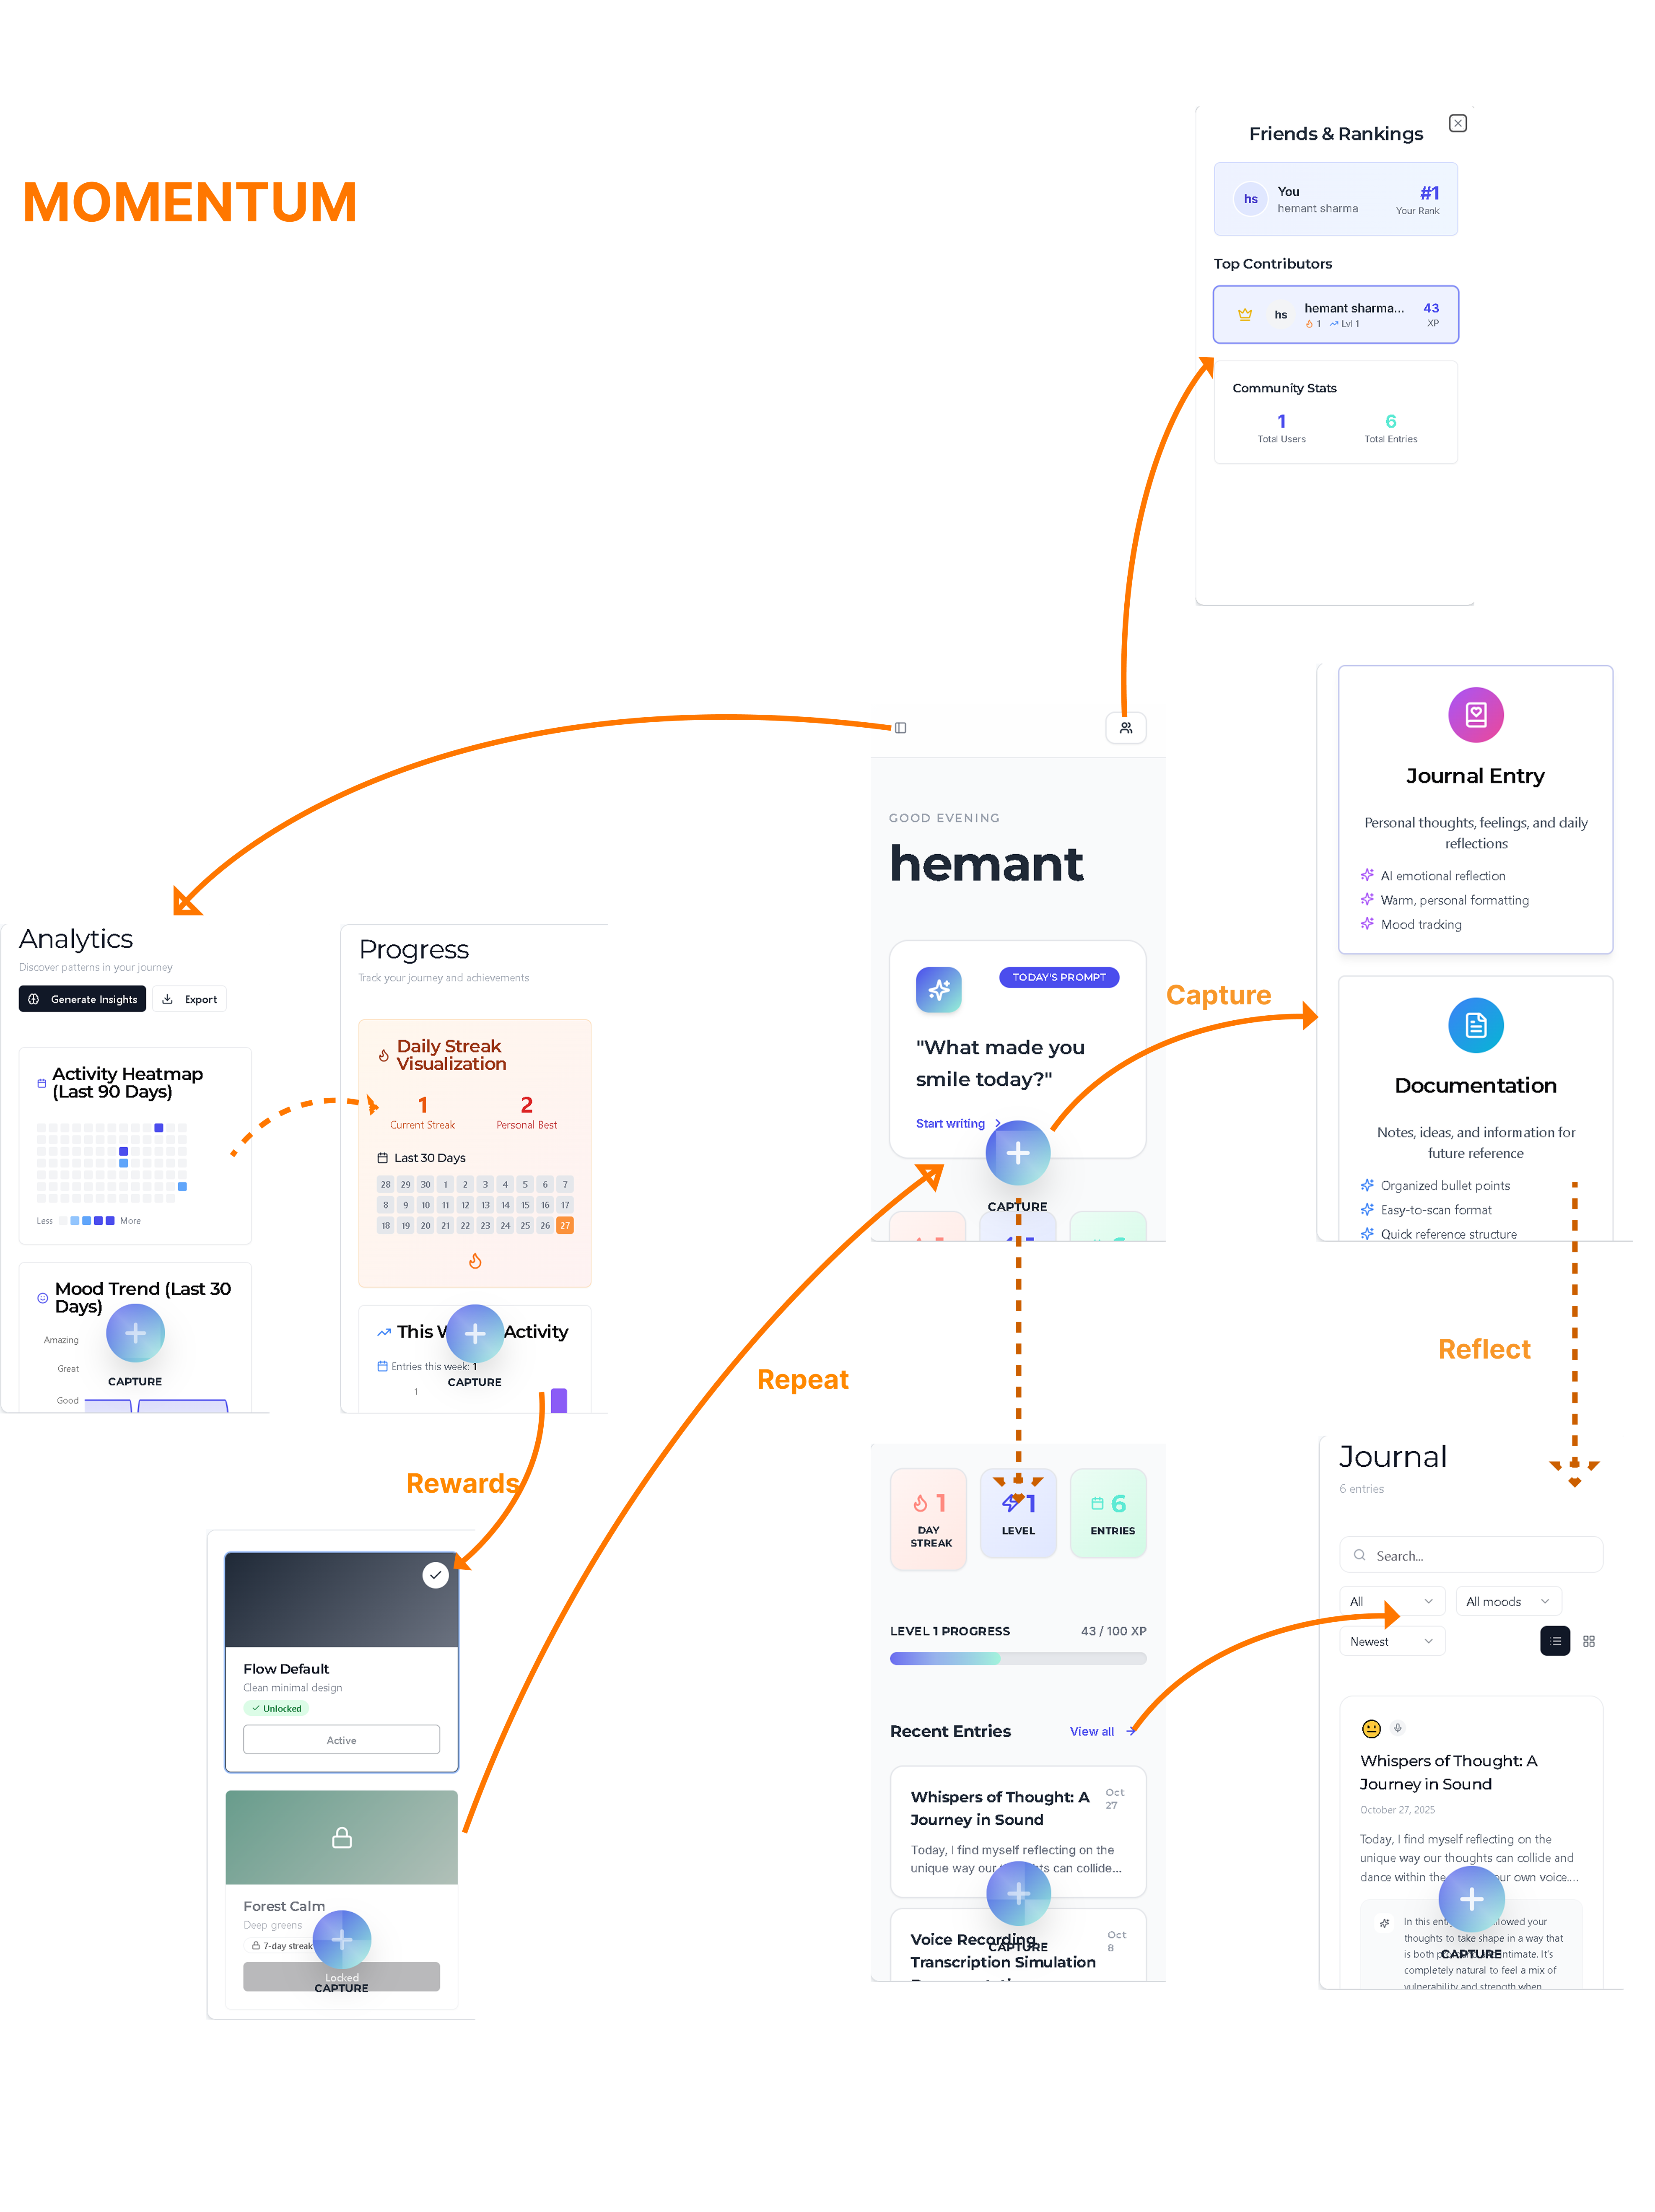 MOMENTUM
Friends & Rankings
hs
You
hemant sharma
#1
Your Rank
Top Contributors
hs
hemant sharma...
1
Lvl 1
43
XP
Community Stats
1
Total Users
6
Total Entries
GOOD EVENING
hemant
TODAY'S PROMPT
"What made you
smile today?"
Start writing
CAPTURE
Capture
Journal Entry
Personal thoughts, feelings, and daily
reflections
AI emotional reflection
Warm, personal formatting
Mood tracking
Documentation
Notes, ideas, and information for
future reference
Organized bullet points
Easy-to-scan format
Quick reference structure
Analytics
Discover patterns in your journey
Generate Insights
Export
Activity Heatmap
(Last 90 Days)
Less
More
Mood Trend (Last 30
Days)
Amazing
Great
Good
CAPTURE
Progress
Track your journey and achievements
Daily Streak
Visualization
1
Current Streak
2
Personal Best
Last 30 Days
28 29 30 1 2 3 4 5 6 7
8 9 10 11 12 13 14 15 16 17
18 19 20 21 22 23 24 25 26 27
This W Activity
Entries this week: 1
1
CAPTURE
Repeat
Reflect
Rewards
Flow Default
Clean minimal design
Unlocked
Active
Forest Calm
Deep greens
7-day streak
Locked
CAPTURE
1
DAY
STREAK
1
LEVEL
6
ENTRIES
LEVEL 1 PROGRESS
43 / 100 XP
Recent Entries
View all
Whispers of Thought: A
Journey in Sound
Oct
27
Today, I find myself reflecting on the
unique way our thoughts can collide...
Voice Recording
Transcription Simulation
Oct
8
CAPTURE
Journal
6 entries
Search...
All
All moods
Newest
Whispers of Thought: A
Journey in Sound
October 27, 2025
Today, I find myself reflecting on the
unique way our thoughts can collide and
dance within the our own voice....
In this allowed your
thoughts to take shape in a way that
is both intimate. It's
completely natural to feel a mix of
vulnerability and strength when
CAPTURE